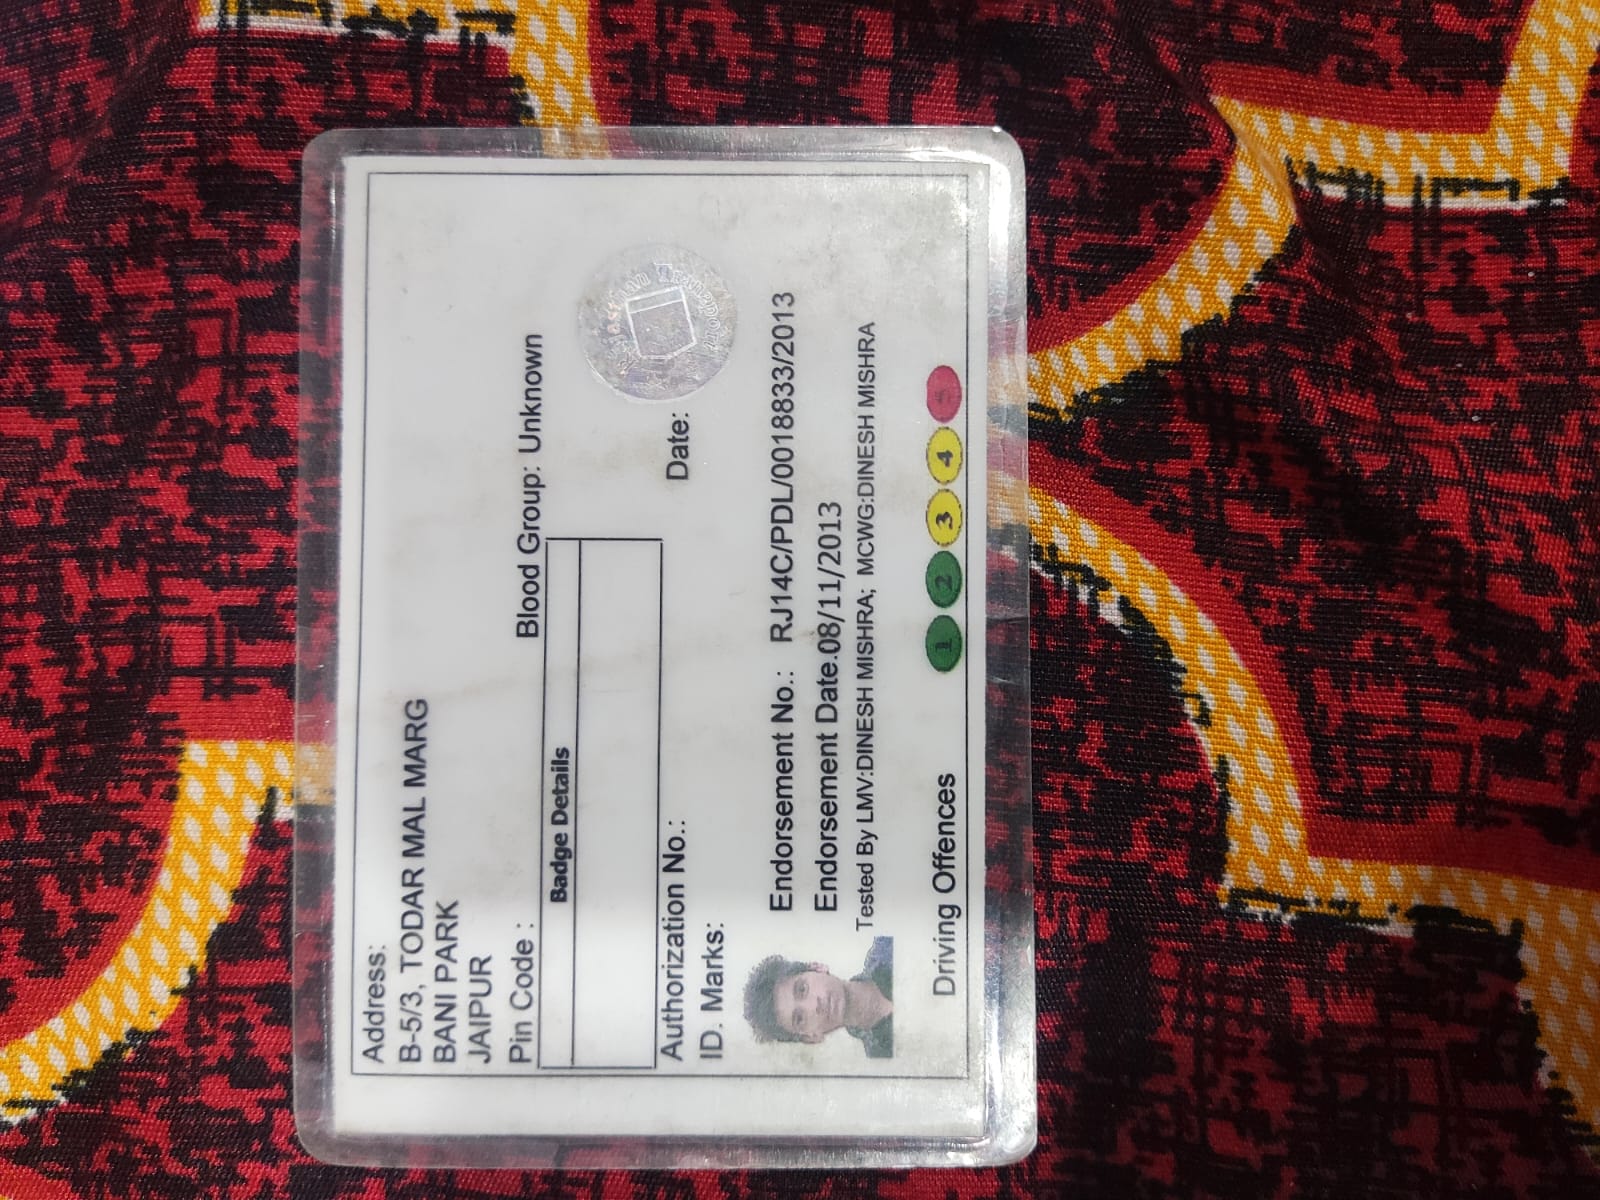 Address:
B-5/3, TODAR MAL MARG
BANI PARK
JAIPUR
Pin Code :
Blood Group: Unknown
Badge Details
Authorization No.:
Date:
ID. Marks:
Rajasthan Transport
Endorsement No.: RJ14C/PDL/0018833/2013
Endorsement Date.08/11/2013
Tested By LMV:DINESH MISHRA; MCWG:DINESH MISHRA
Driving Offences 1 2 3 4 5